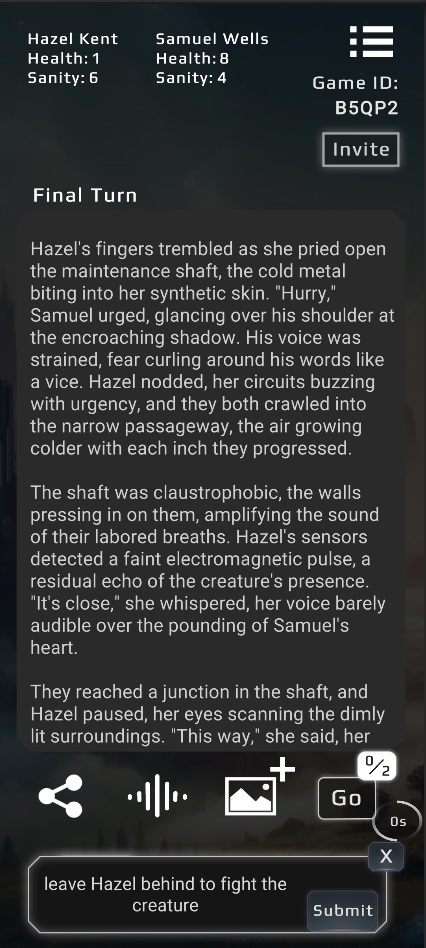 Hazel Kent
Health: 1
Sanity: 6
Samuel Wells
Health: 8
Sanity: 4
Game ID:
B5QP2
Invite
Final Turn
Hazel's fingers trembled as she pried open
the maintenance shaft, the cold metal
biting into her synthetic skin. "Hurry,"
Samuel urged, glancing over his shoulder at
the encroaching shadow. His voice was
strained, fear curling around his words like
a vice. Hazel nodded, her circuits buzzing
with urgency, and they both crawled into
the narrow passageway, the air growing
colder with each inch they progressed.
The shaft was claustrophobic, the walls
pressing in on them, amplifying the sound
of their labored breaths. Hazel's sensors
detected a faint electromagnetic pulse, a
residual echo of the creature's presence.
"It's close," she whispered, her voice barely
audible over the pounding of Samuel's
heart.
They reached a junction in the shaft, and
Hazel paused, her eyes scanning the dimly
lit surroundings. "This way," she said, her
0/2
Go
0s
X
leave Hazel behind to fight the
creature
Submit